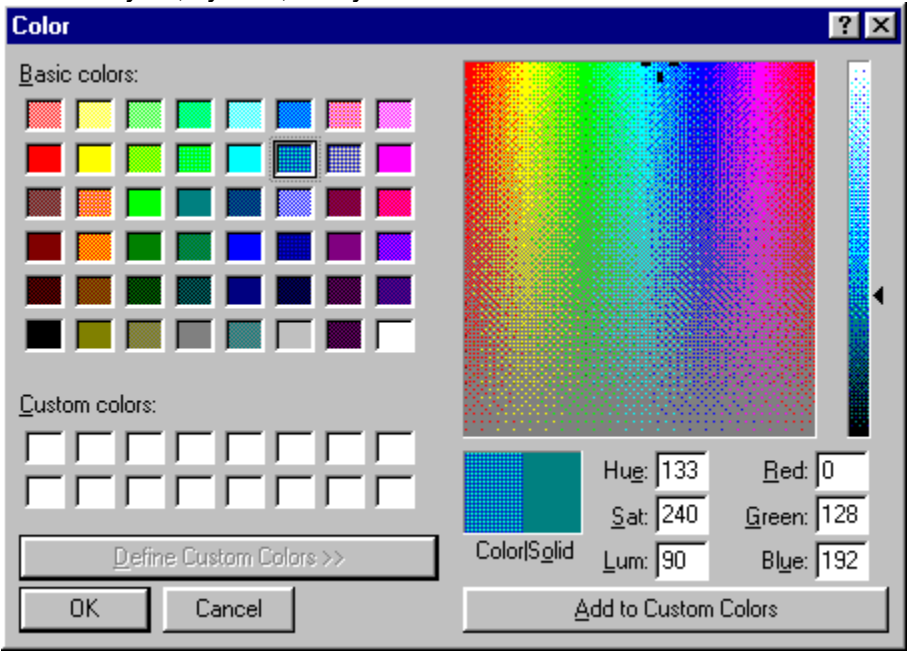 Color
Basic colors:
Custom colors:
Define Custom Colors >>
OK
Cancel
Color|Solid
Hue: 133
Sat: 240
Lum: 90
Red: 0
Green: 128
Blue: 192
Add to Custom Colors